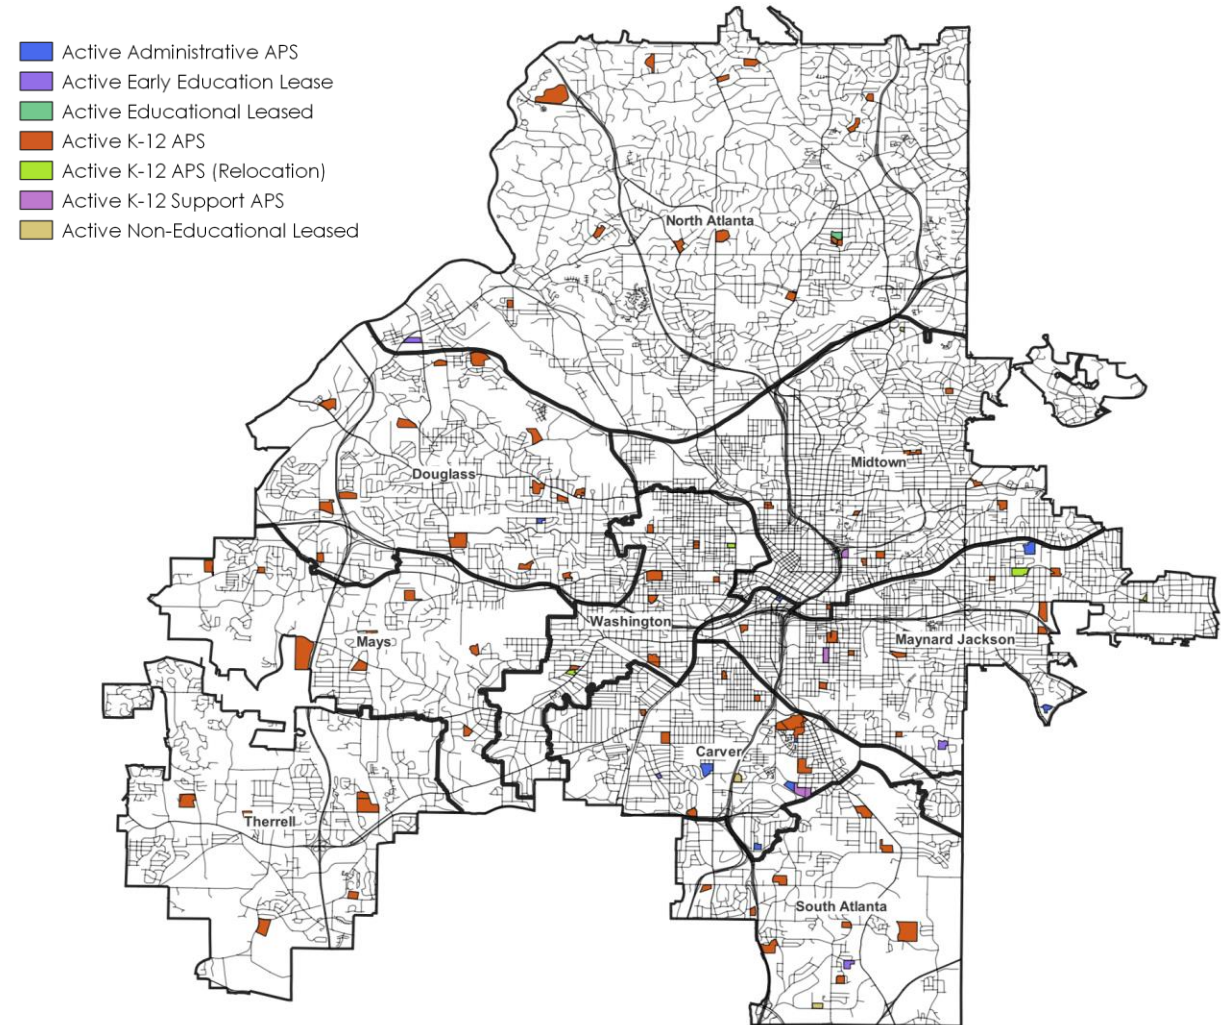 Active Administrative APS
Active Early Education Lease
Active Educational Leased
Active K-12 APS
Active K-12 APS (Relocation)
Active K-12 Support APS
Active Non-Educational Leased
North Atlanta
Midtown
Douglass
Washington
Maynard Jackson
Mays
Carver
Therrell
South Atlanta